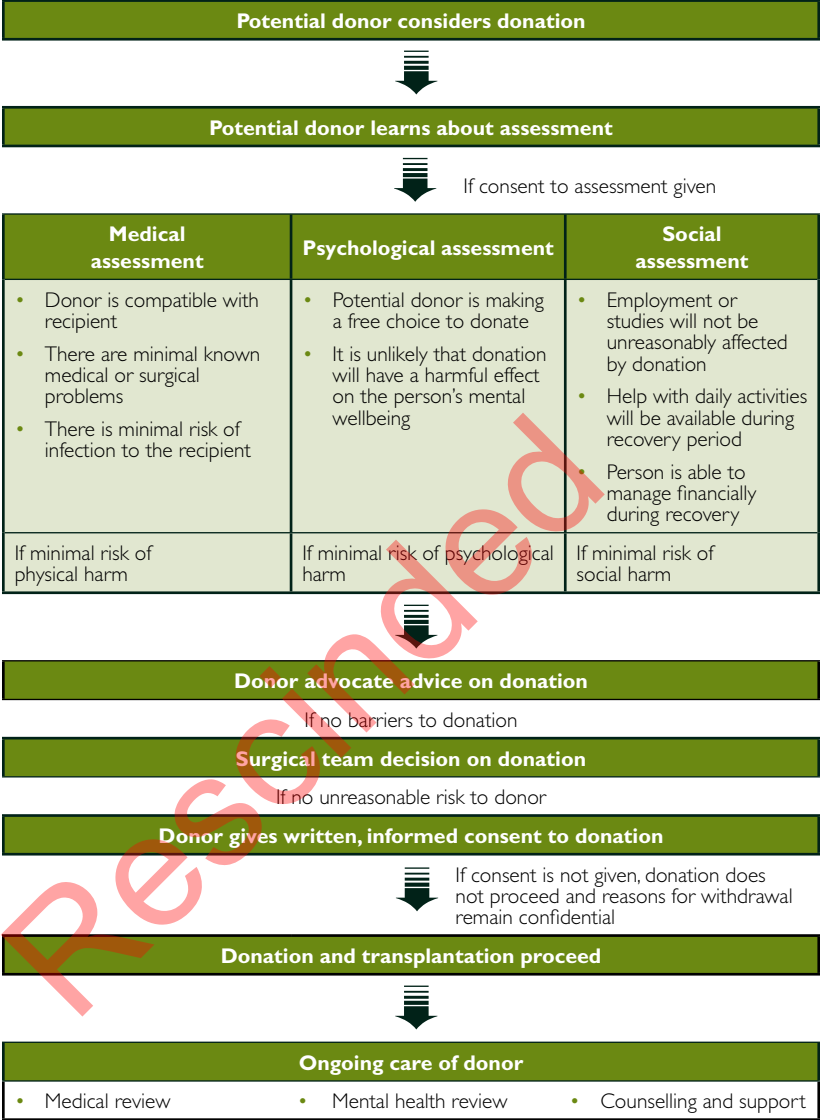 Potential donor considers donation
Potential donor learns about assessment
If consent to assessment given
Medical
assessment
• Donor is compatible with
recipient
• There are minimal known
medical or surgical
problems
• There is minimal risk of
infection to the recipient
If minimal risk of
physical harm
Psychological assessment
• Potential donor is making
a free choice to donate
• It is unlikely that donation
will have a harmful effect
on the person's mental
wellbeing
If minimal risk of psychological
harm
Social
assessment
• Employment or
studies will not be
unreasonably affected
by donation
• Help with daily activities
will be available during
recovery period
• Person is able to
manage financially
during recovery
If minimal risk of
social harm
Donor advocate advice on donation
If no barriers to donation
Surgical team decision on donation
If no unreasonable risk to donor
Donor gives written, informed consent to donation
If consent is not given, donation does
not proceed and reasons for withdrawal
remain confidential
Donation and transplantation proceed
Ongoing care of donor
• Medical review
• Mental health review
• Counselling and support
Rescinded